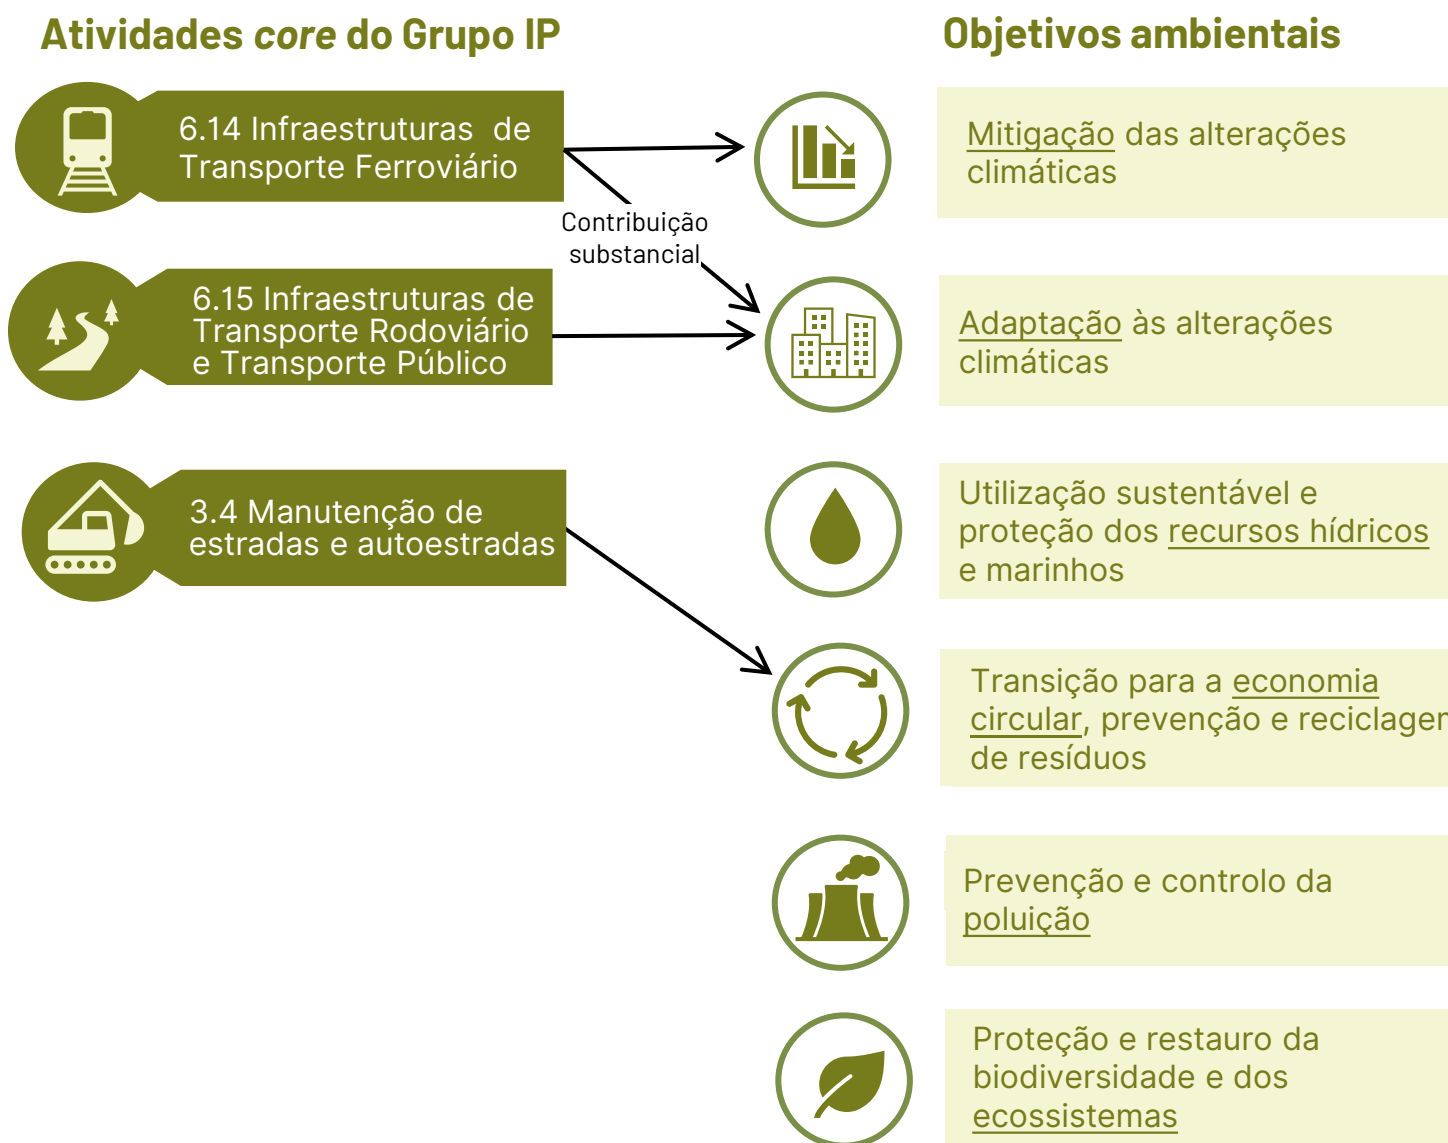 Atividades core do Grupo IP
Objetivos ambientais
6.14 Infraestruturas de
Transporte Ferroviário
Mitigação das alterações
climáticas
Contribuição
substancial
6.15 Infraestruturas de
Transporte Rodoviário
e Transporte Público
Adaptação às alterações
climáticas
3.4 Manutenção de
estradas e autoestradas
Utilização sustentável e
proteção dos recursos hídricos
e marinhos
Transição para a economia
circular, prevenção e reciclagem
de resíduos
Prevenção e controlo da
poluição
Proteção e restauro da
biodiversidade e dos
ecossistemas